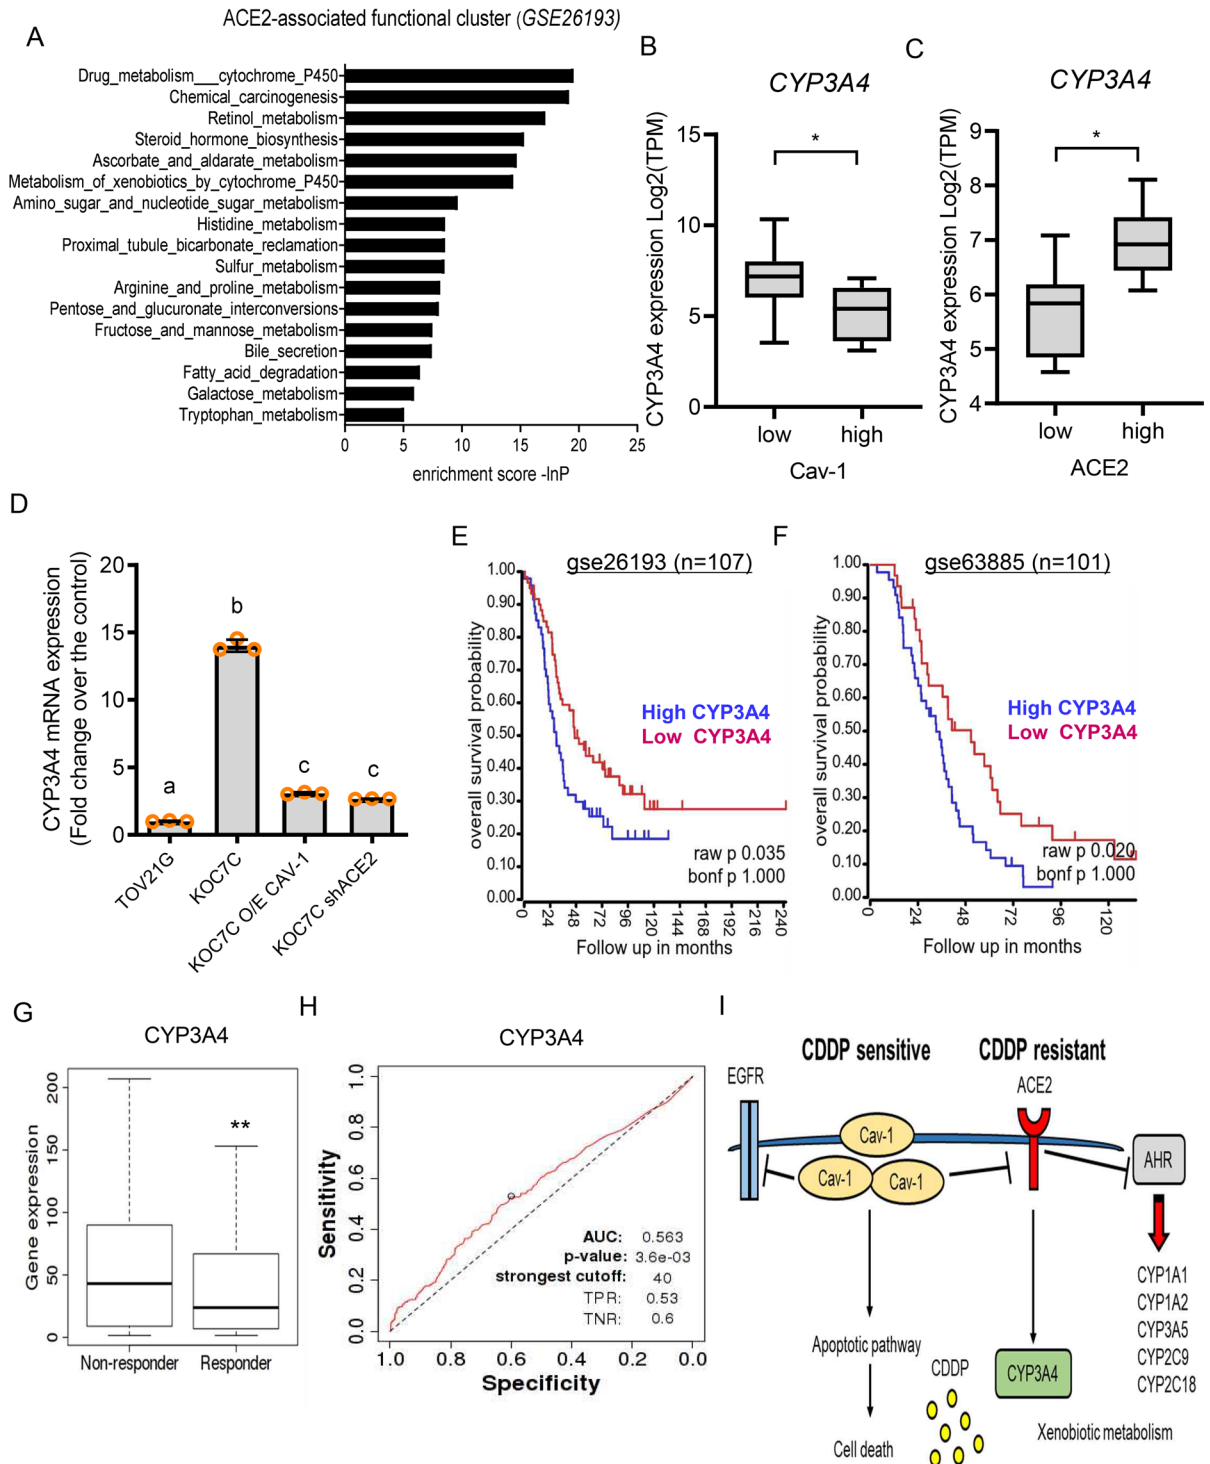 ACE2-associated functional cluster (GSE26193)
A
Drug_metabolism___cytochrome_P450
Chemical_carcinogenesis
Retinol_metabolism
Steroid_hormone_biosynthesis
Ascorbate_and_aldarate_metabolism
Metabolism_of_xenobiotics_by_cytochrome_P450
Amino_sugar_and_nucleotide_sugar_metabolism
Histidine_metabolism
Proximal_tubule_bicarbonate_reclamation
Sulfur_metabolism
Arginine_and_proline_metabolism
Pentose_and_glucuronate_interconversions
Fructose_and_mannose_metabolism
Bile_secretion
Fatty_acid_degradation
Galactose_metabolism
Tryptophan_metabolism
0 5 10 15 20 25
enrichment score -lnP
B
CYP3A4
CYP3A4 expression Log2(TPM)
15
10
5
0
*
low high
Cav-1
C
CYP3A4
CYP3A4 expression Log2(TPM)
9
8
7
6
5
4
*
low high
ACE2
D
CYP3A4 mRNA expression
(Fold change over the control)
20
15
10
5
0
a
b
c
c
TOV21G
KOC7C
KOC7C O/E CAV-1
KOC7C shACE2
E
gse26193 (n=107)
overall survival probability
1.00
0.90
0.80
0.70
0.60
0.50
0.40
0.30
0.20
0.10
0.00
High CYP3A4
Low CYP3A4
raw p 0.035
bonf p 1.000
0 24 48 72 96 120 144 168 192 216 240
Follow up in months
F
gse63885 (n=101)
overall survival probability
1.00
0.90
0.80
0.70
0.60
0.50
0.40
0.30
0.20
0.10
0.00
High CYP3A4
Low CYP3A4
raw p 0.020
bonf p 1.000
0 24 48 72 96 120
Follow up in months
G
CYP3A4
Gene expression
200
150
100
50
0
**
Non-responder Responder
H
CYP3A4
Sensitivity
1.0
0.8
0.6
0.4
0.2
0.0
AUC: 0.563
p-value: 3.6e-03
strongest cutoff: 40
TPR: 0.53
TNR: 0.6
1.0 0.8 0.6 0.4 0.2 0.0
Specificity
I
CDDP sensitive CDDP resistant
EGFR
ACE2
Cav-1
Cav-1
Cav-1
AHR
CYP1A1
CYP1A2
CYP3A5
CYP2C9
CYP2C18
Apoptotic pathway
CDDP
CYP3A4
Cell death
Xenobiotic metabolism